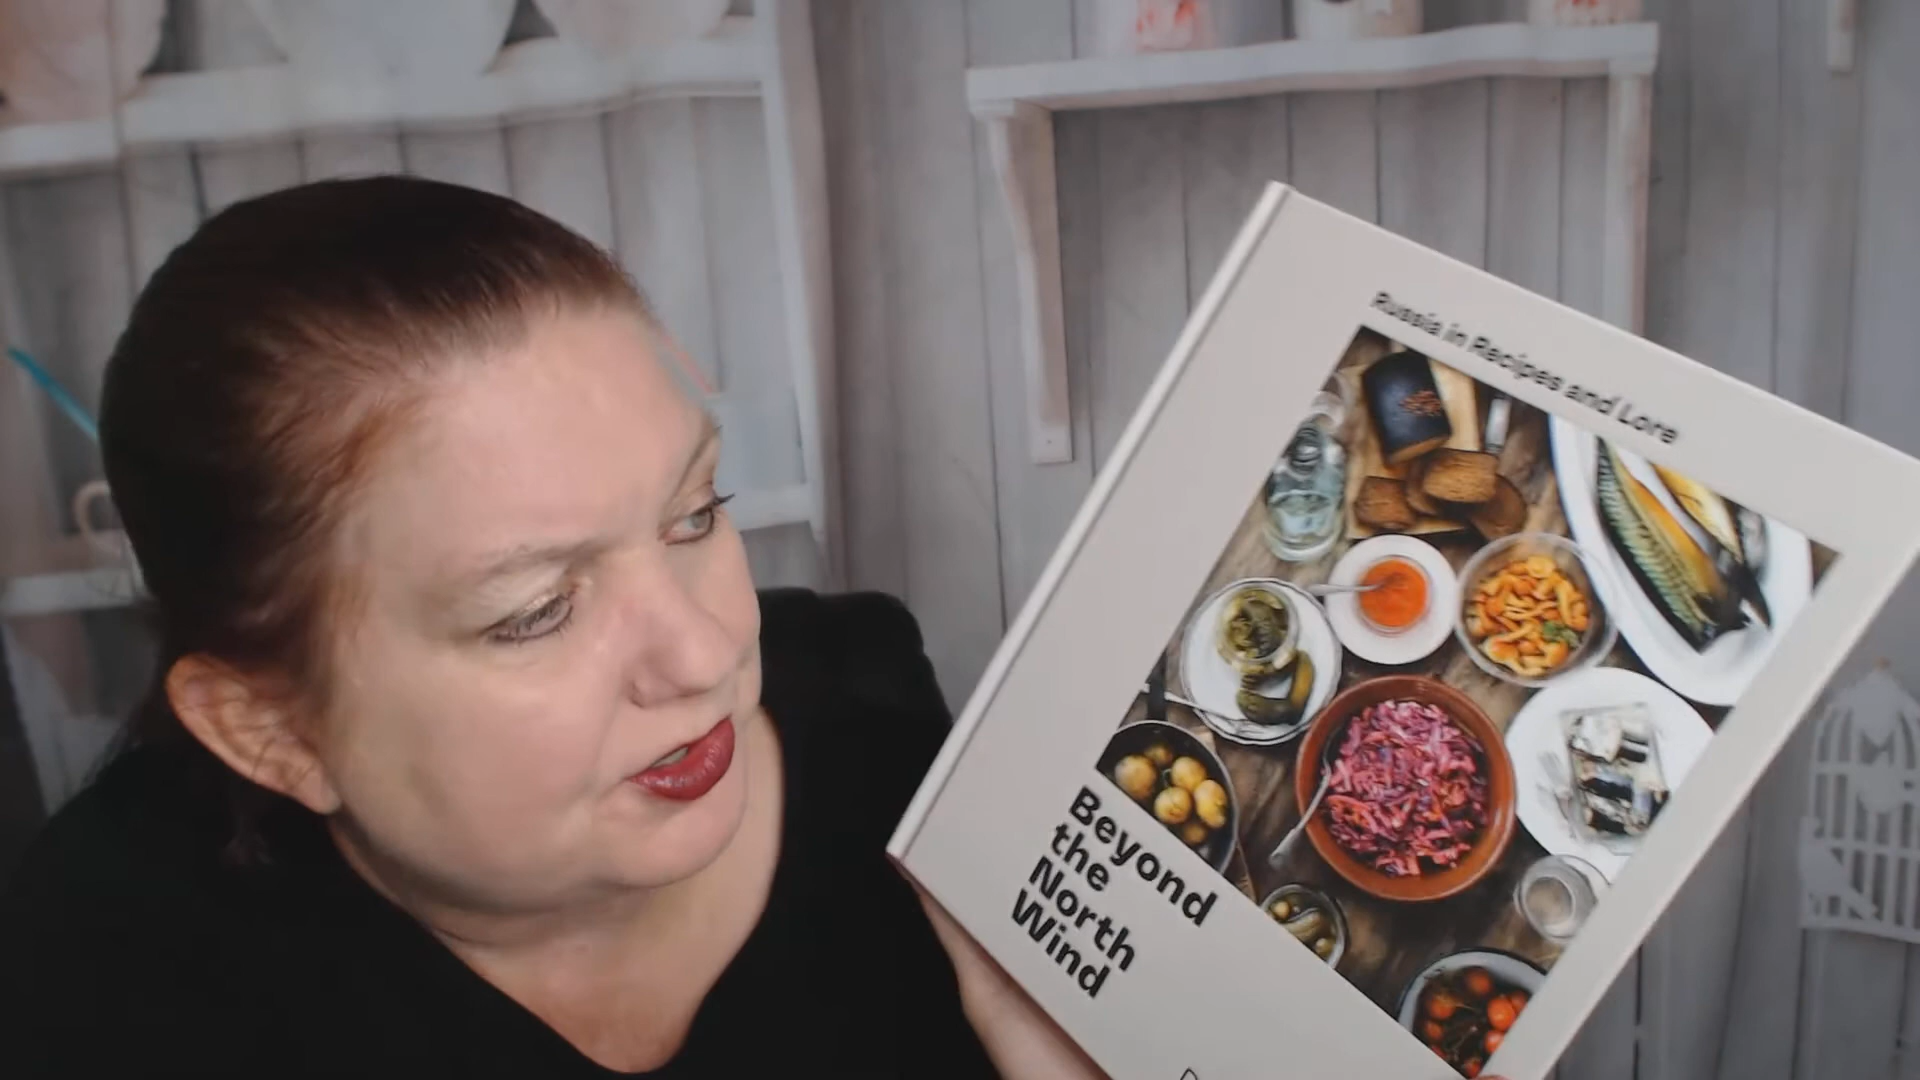 Russia in Recipes and Lore
Beyond
the
North
Wind